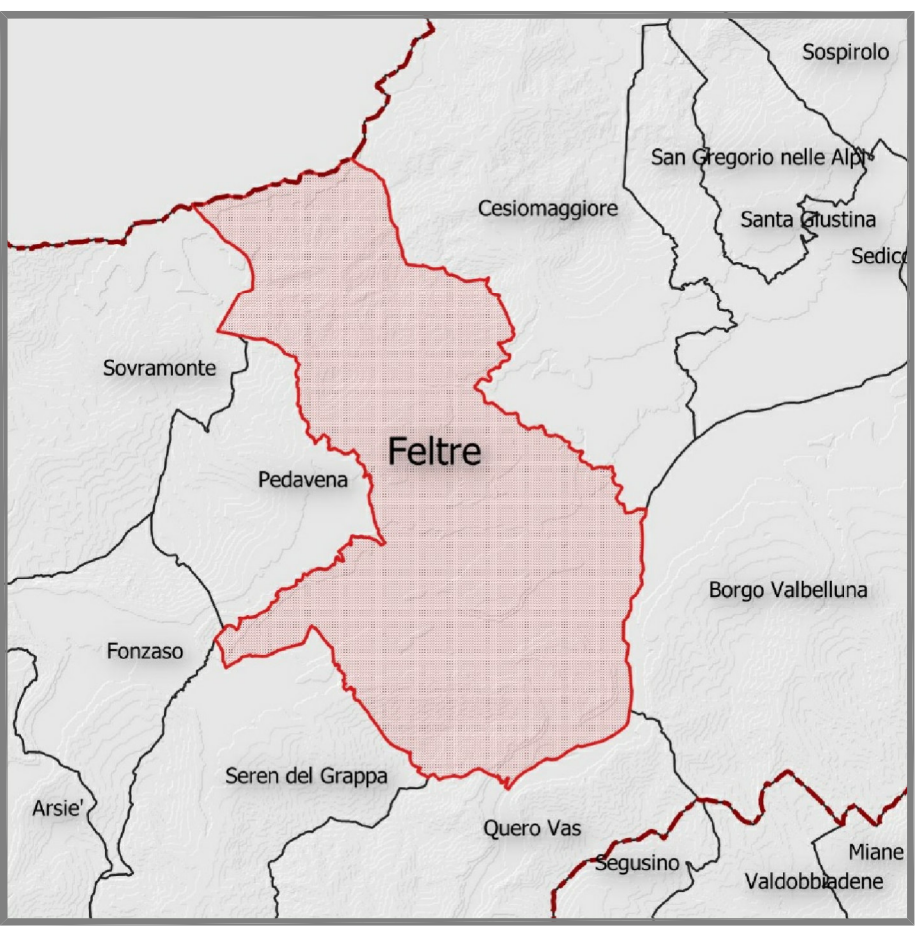 Sospirolo
San Gregorio nelle Alpi
Cesiomaggiore
Santa Giustina
Sedico
Sovramonte
Feltre
Pedavena
Borgo Valbelluna
Fonzaso
Seren del Grappa
Arsie'
Quero Vas
Miane
Segusino
Valdobbiadene